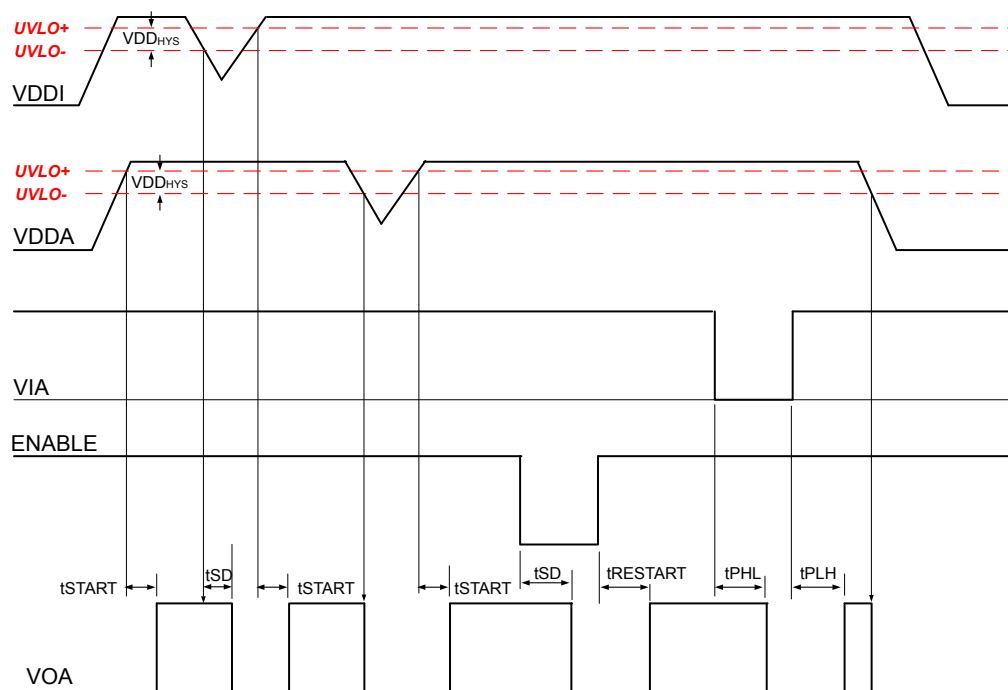 UVLO+
VDDHYS
UVLO-
VDDI
UVLO+
VDDHYS
UVLO-
VDDA
VIA
ENABLE
tSTART
tSD
tSTART
tSTART
tSD
tRESTART
tPHL
tPLH
VOA